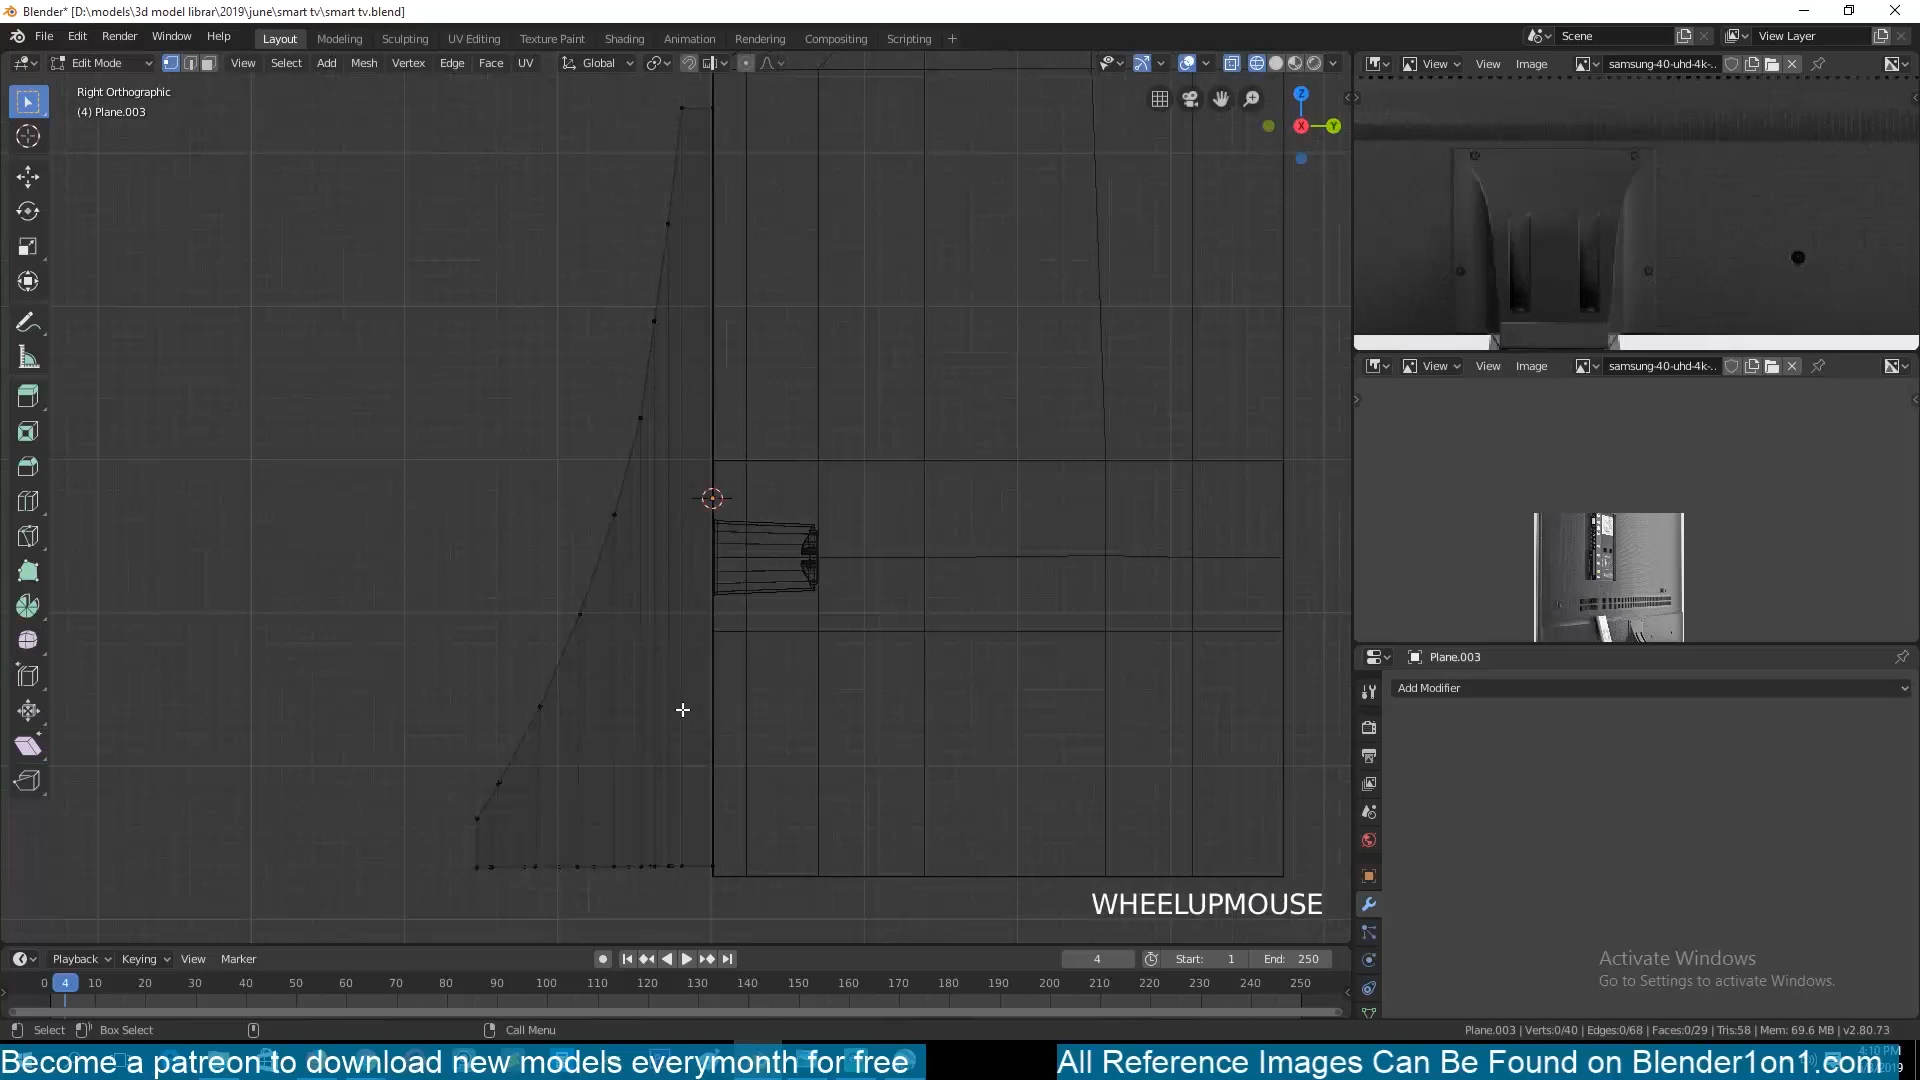 Blender* [D:\models\3d model librar\2019\june\smart tv\smart tv.blend]
File Edit Render Window Help Layout Modeling Sculpting UV Editing Texture Paint Shading Animation Rendering Compositing Scripting + Scene View Layer
Edit Mode View Select Add Mesh Vertex Edge Face UV Global View View Image samsung-40-uhd-4k-..
Right Orthographic
(4) Plane.003
Z
X Y
View View Image samsung-40-uhd-4k-..
Plane.003
Add Modifier
WHEELUPMOUSE
Activate Windows
Go to Settings to activate Windows.
Playback Keying View Marker 4 Start: 1 End: 250
0 4 10 20 30 40 50 60 70 80 90 100 110 120 130 140 150 160 170 180 190 200 210 220 230 240 250
Select Box Select Call Menu Plane.003 | Verts:0/40 | Edges:0/68 | Faces:0/29 | Tris:58 | Mem: 69.6 MB | v2.80.73
Become a patreon to download new models everymonth for free All Reference Images Can Be Found on Blender1on1.com
4:10 PM